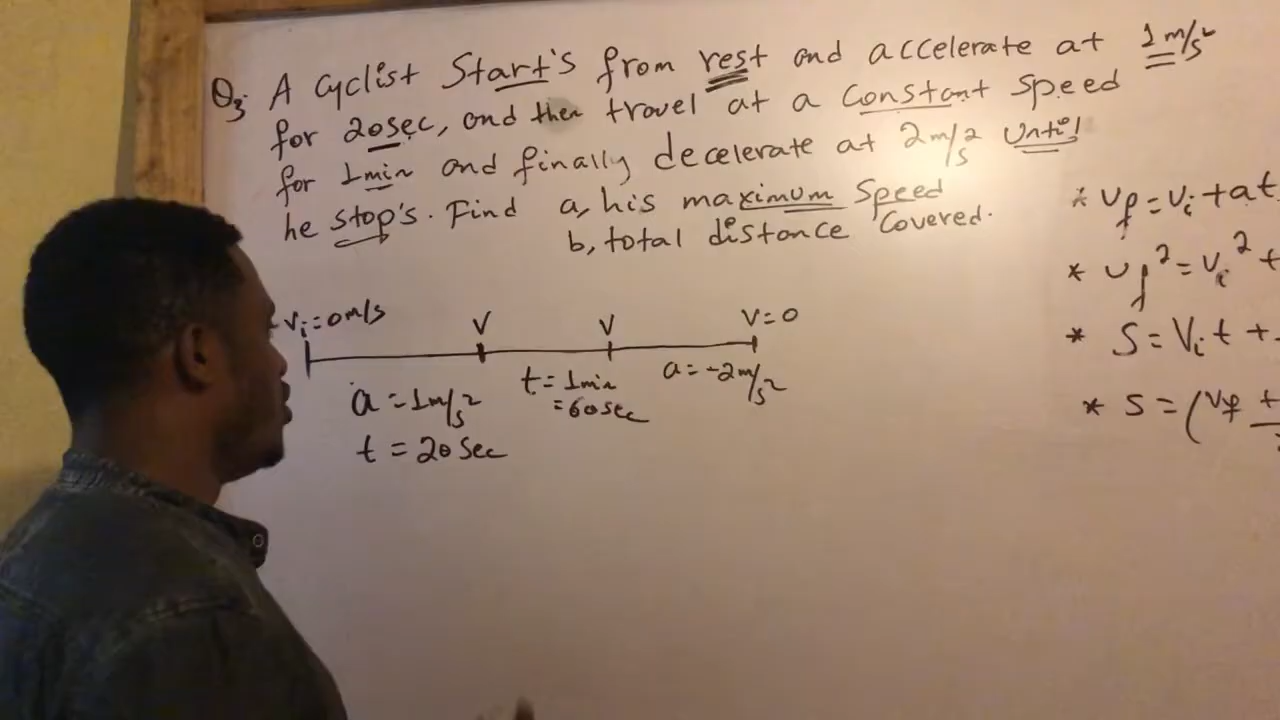 Q3. A cyclist Start's from rest and accelerate at 1m/s²
for 20sec, and then travel at a constant speed
for 1min and finally decelerate at 2m/s² Until
he stop's. Find a, his maximum Speed
b, total distance Covered.
* Vf = Vi + at
* Vf² = Vi² +
* S = Vi t +
* S = (Vf +
Vi = 0m/s V V V = 0
a = 1m/s² t = 1min a = -2m/s²
= 60sec
t = 20Sec